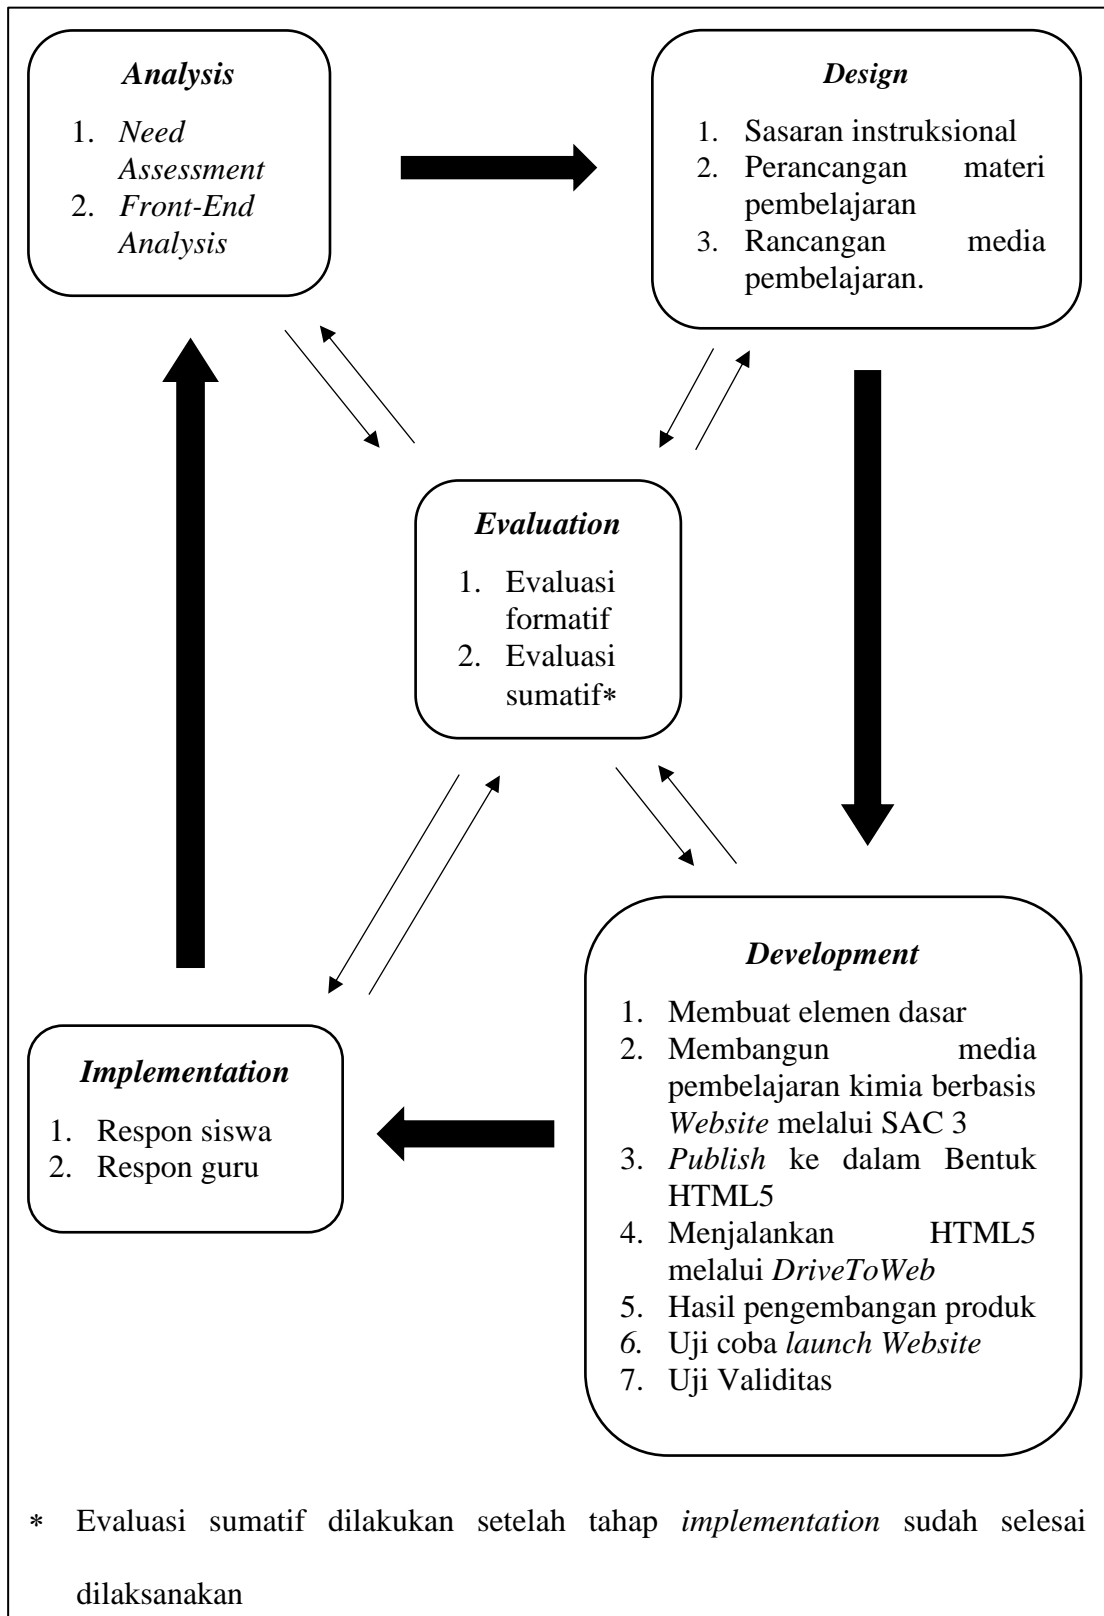 Analysis
1. Need
Assessment
2. Front-End
Analysis
Design
1. Sasaran instruksional
2. Perancangan materi
pembelajaran
3. Rancangan media
pembelajaran.
Evaluation
1. Evaluasi
formatif
2. Evaluasi
sumatif*
Development
1. Membuat elemen dasar
2. Membangun media
pembelajaran kimia berbasis
Website melalui SAC 3
3. Publish ke dalam Bentuk
HTML5
4. Menjalankan HTML5
melalui DriveToWeb
5. Hasil pengembangan produk
6. Uji coba launch Website
7. Uji Validitas
Implementation
1. Respon siswa
2. Respon guru
* Evaluasi sumatif dilakukan setelah tahap implementation sudah selesai
dilaksanakan